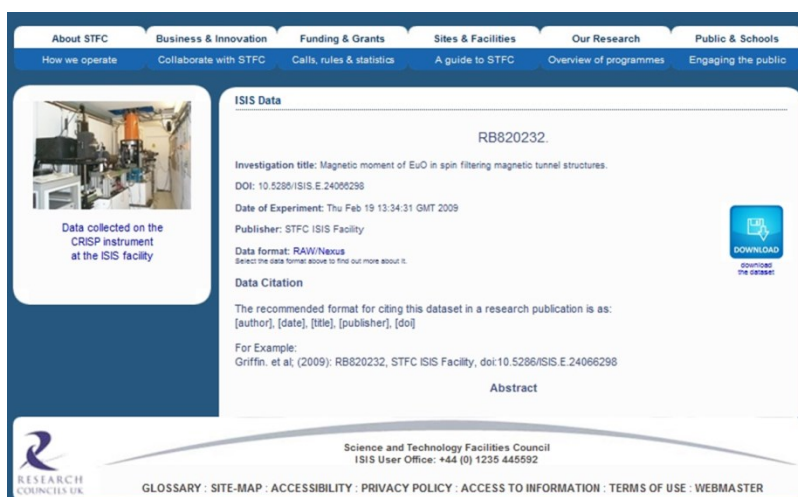 About STFC
Business & Innovation
Funding & Grants
Sites & Facilities
Our Research
Public & Schools
How we operate
Collaborate with STFC
Calls, rules & statistics
A guide to STFC
Overview of programmes
Engaging the public
Data collected on the
CRISP instrument
at the ISIS facility
ISIS Data
RB820232.
Investigation title: Magnetic moment of EuO in spin filtering magnetic tunnel structures.
DOI: 10.5286/ISIS.E.24066298
Date of Experiment: Thu Feb 19 13:34:31 GMT 2009
Publisher: STFC ISIS Facility
Data format: RAW/Nexus
Select the data format above to find out more about it.
DOWNLOAD
download
the dataset
Data Citation
The recommended format for citing this dataset in a research publication is as:
[author], [date], [title], [publisher], [doi]
For Example:
Griffin. et al; (2009): RB820232, STFC ISIS Facility, doi:10.5286/ISIS.E.24066298
Abstract
RESEARCH
COUNCILS UK
Science and Technology Facilities Council
ISIS User Office: +44 (0) 1235 445592
GLOSSARY : SITE-MAP : ACCESSIBILITY : PRIVACY POLICY : ACCESS TO INFORMATION : TERMS OF USE : WEBMASTER